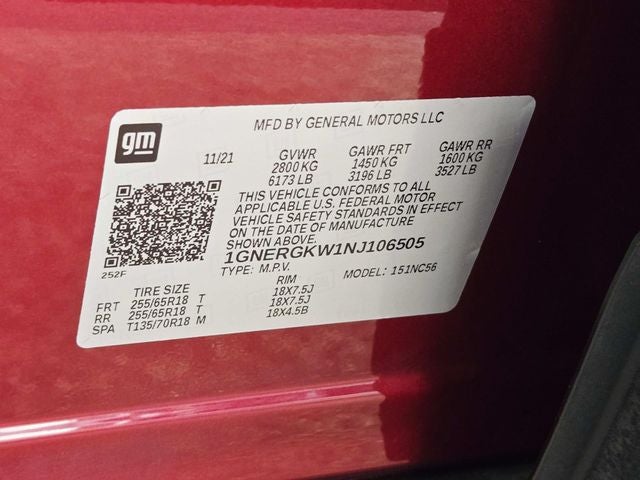 gm
MFD BY GENERAL MOTORS LLC
11/21 GVWR GAWR FRT GAWR RR
2800 KG 1450 KG 1600 KG
6173 LB 3196 LB 3527 LB
THIS VEHICLE CONFORMS TO ALL
APPLICABLE U.S. FEDERAL MOTOR
VEHICLE SAFETY STANDARDS IN EFFECT
ON THE DATE OF MANUFACTURE
SHOWN ABOVE.
1GNERGKW1NJ106505
252F
TYPE: M.P.V. MODEL: 151NC56
TIRE SIZE RIM
FRT 255/65R18 T 18X7.5J
RR 255/65R18 T 18X7.5J
SPA T135/70R18 M 18X4.5B